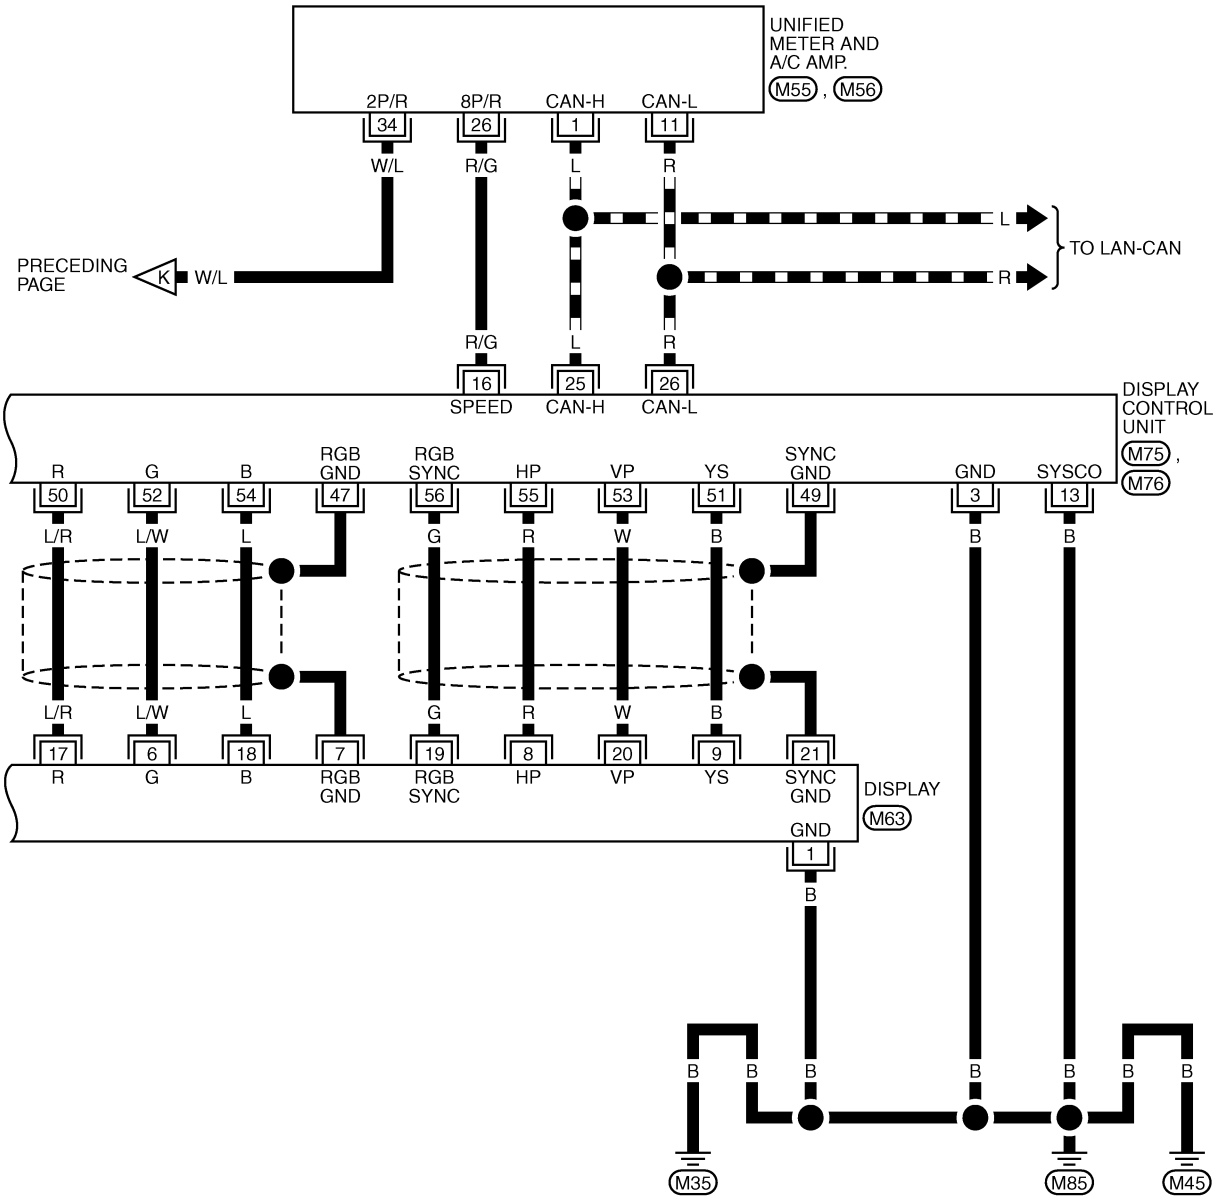 UNIFIED
METER AND
A/C AMP.
M55 , M56
2P/R 8P/R CAN-H CAN-L
34 26 1 11
W/L R/G L R
L
TO LAN-CAN
PRECEDING
PAGE
K W/L
R
R/G L R
16 25 26
SPEED CAN-H CAN-L
DISPLAY
CONTROL
UNIT
M75 ,
M76
R G B RGB GND RGB SYNC HP VP YS SYNC GND GND SYSCO
50 52 54 47 56 55 53 51 49 3 13
L/R L/W L G R W B B B
L/R L/W L G R W B
17 6 18 7 19 8 20 9 21
R G B RGB GND RGB SYNC HP VP YS SYNC GND
DISPLAY
M63
GND
1
B
B B B B B B B
M35 M85 M45